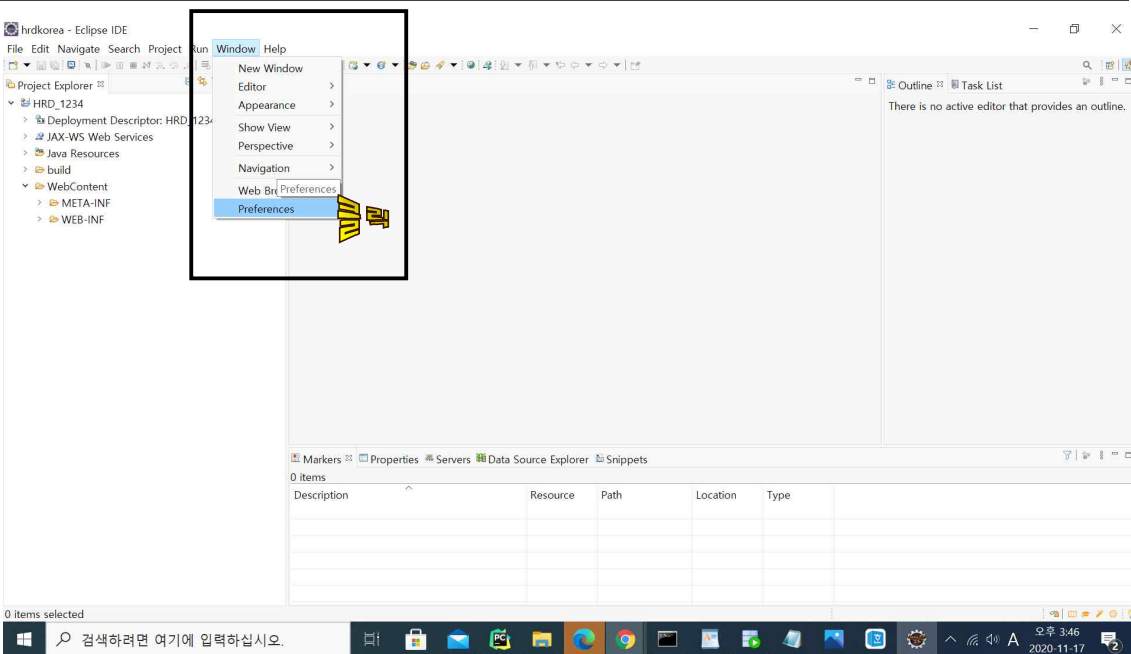 hrdkorea - Eclipse IDE
File Edit Navigate Search Project Run Window Help
New Window
Editor
Appearance
Show View
Perspective
Navigation
Web Bro
Preferences
Preferences
클릭
Project Explorer
HRD_1234
Deployment Descriptor: HRD_1234
JAX-WS Web Services
Java Resources
build
WebContent
META-INF
WEB-INF
Outline Task List
There is no active editor that provides an outline.
Markers Properties Servers Data Source Explorer Snippets
0 items
Description Resource Path Location Type
0 items selected
검색하려면 여기에 입력하십시오.
A 오후 3:46
2020-11-17
2